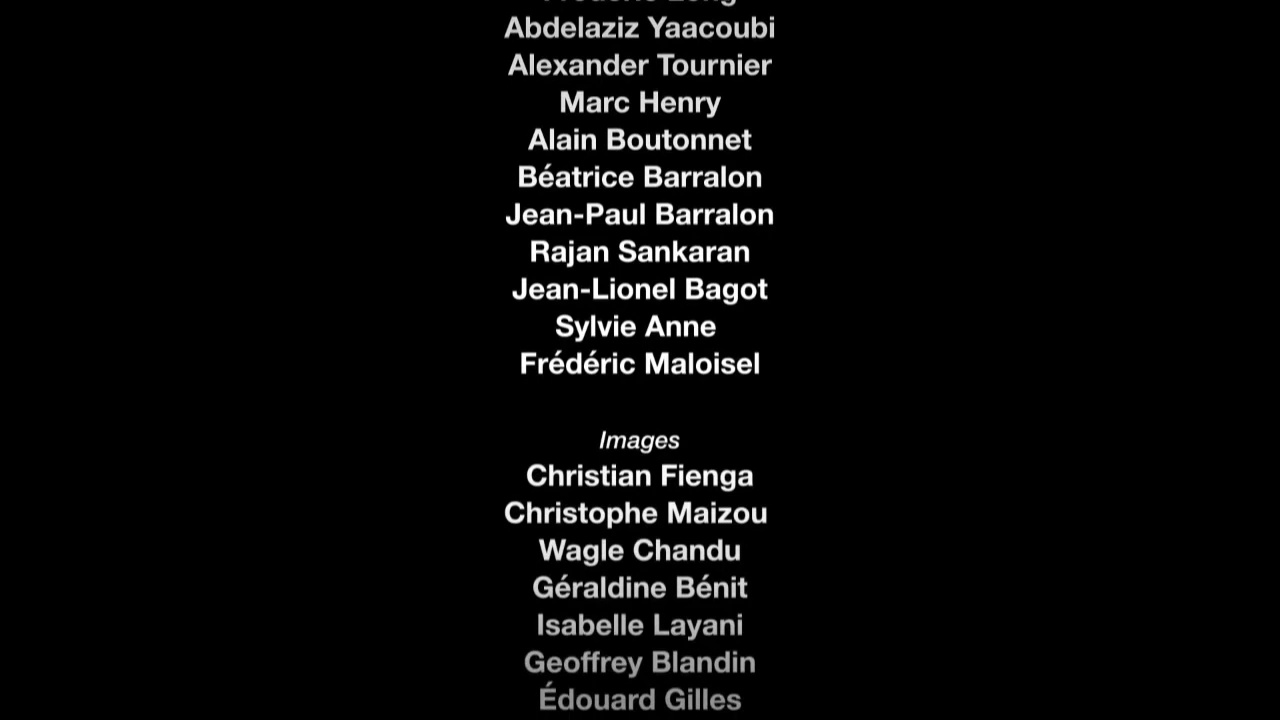 Abdelaziz Yaacoubi
Alexander Tournier
Marc Henry
Alain Boutonnet
Béatrice Barralon
Jean-Paul Barralon
Rajan Sankaran
Jean-Lionel Bagot
Sylvie Anne
Frédéric Maloisel
Images
Christian Fienga
Christophe Maizou
Wagle Chandu
Géraldine Bénit
Isabelle Layani
Geoffrey Blandin
Édouard Gilles